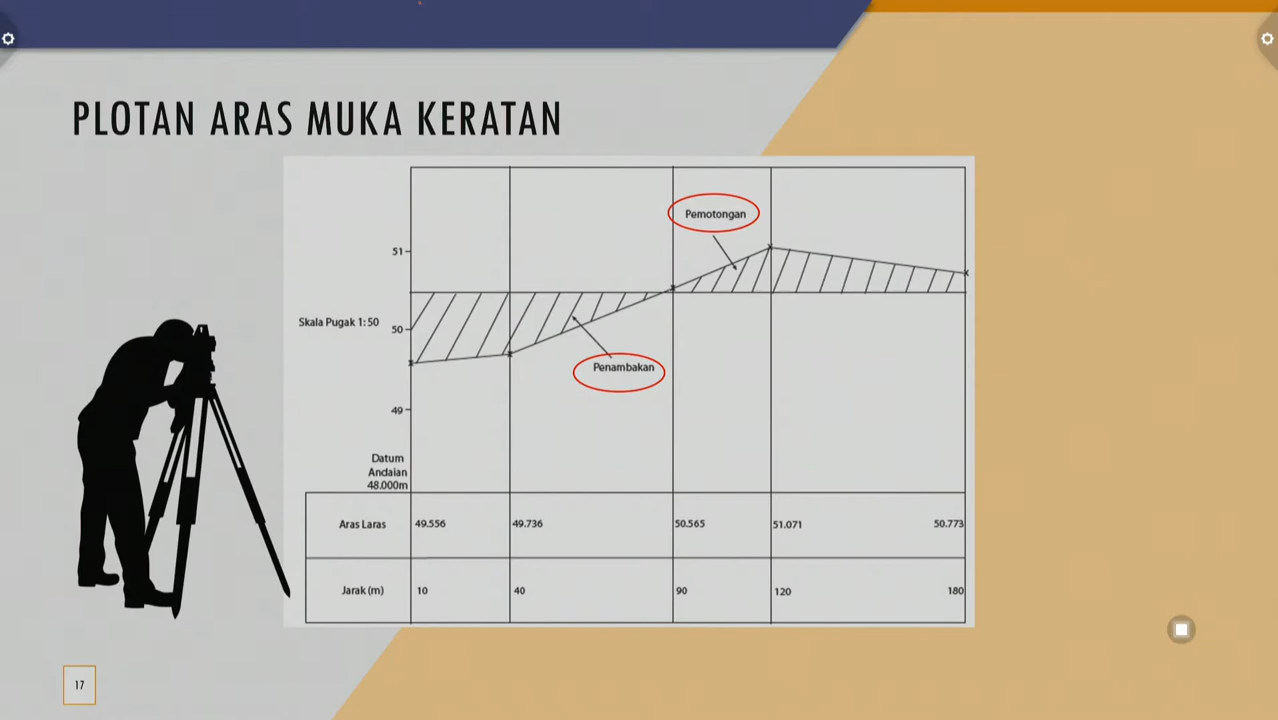 PLOTAN ARAS MUKA KERATAN
Pemotongan
51
Skala Pugak 1:50
50
Penambakan
49
Datum
Andaian
48.000m
Aras Laras 49.556 49.736 50.565 51.071 50.773
Jarak (m) 10 40 90 120 180
17